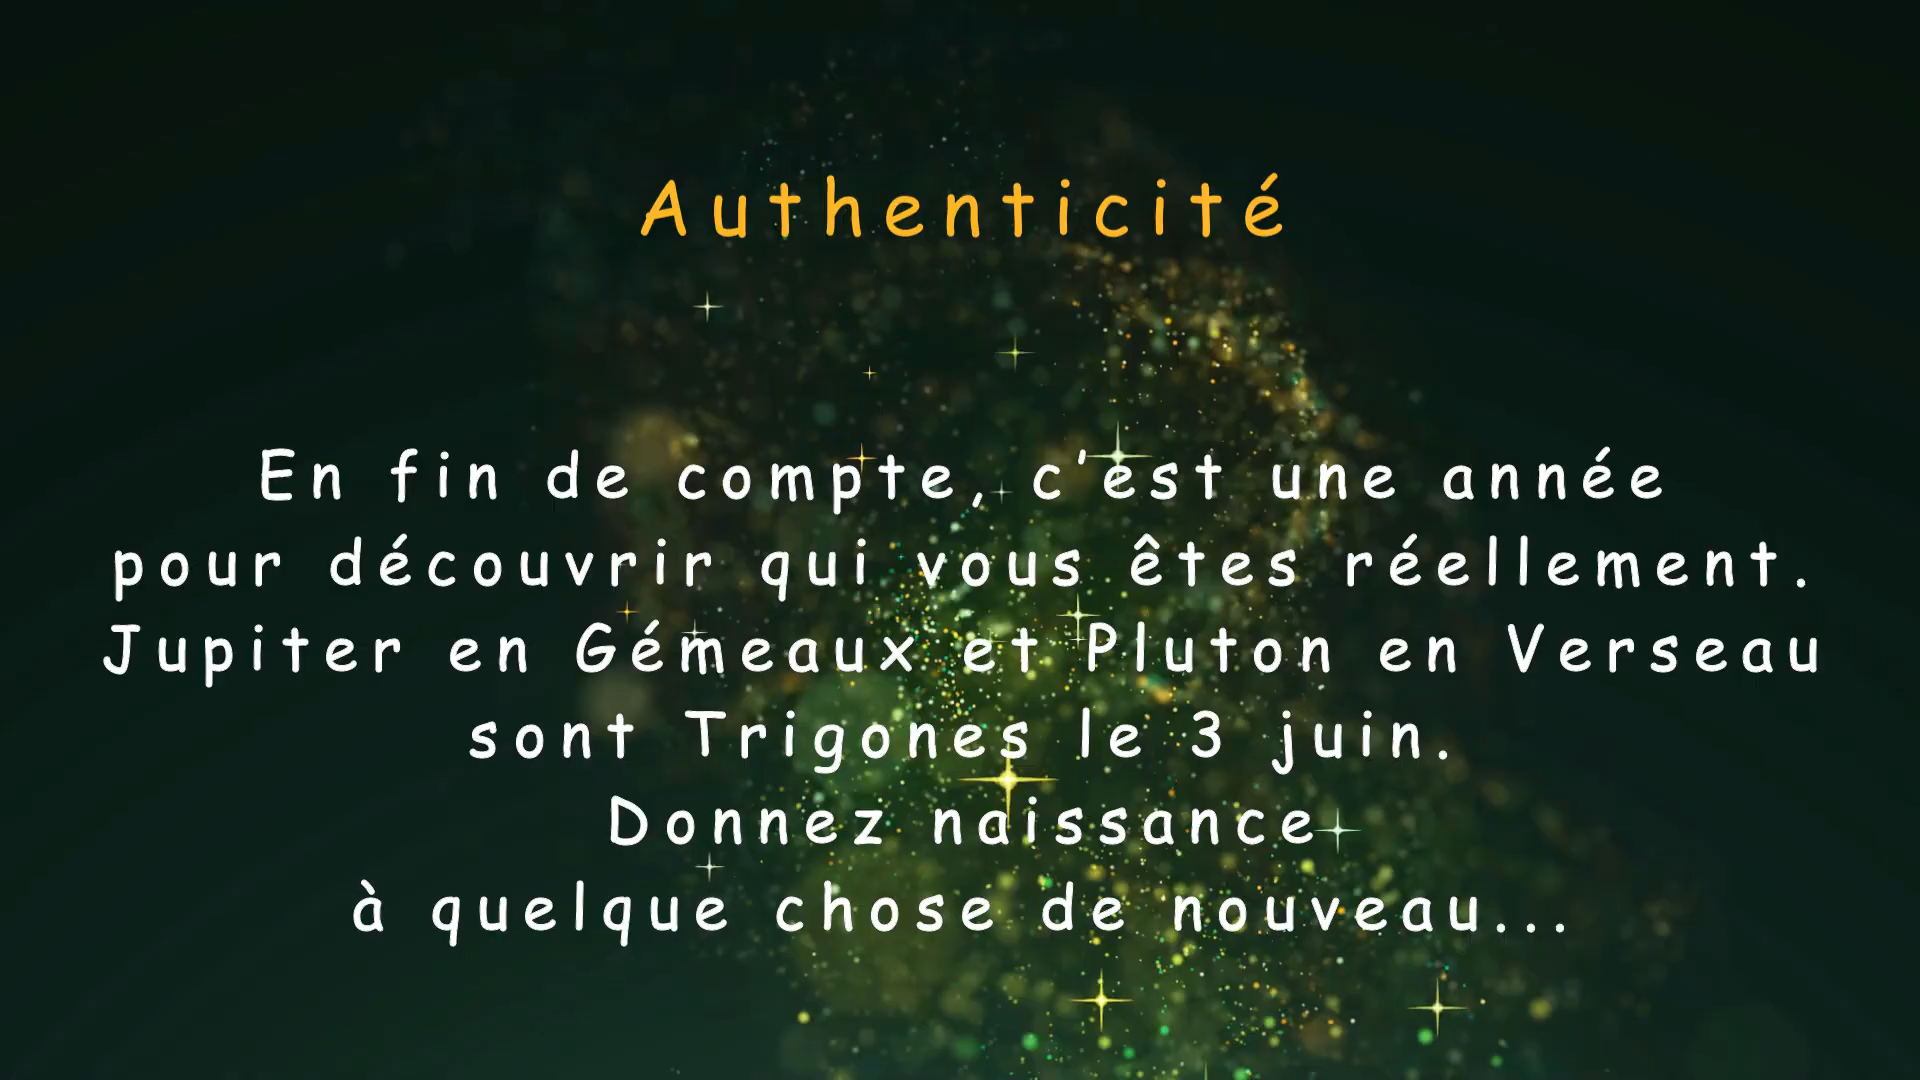 Authenticité
En fin de compte, c'est une année
pour découvrir qui vous êtes réellement.
Jupiter en Gémeaux et Pluton en Verseau
sont Trigones le 3 juin.
Donnez naissance
à quelque chose de nouveau...